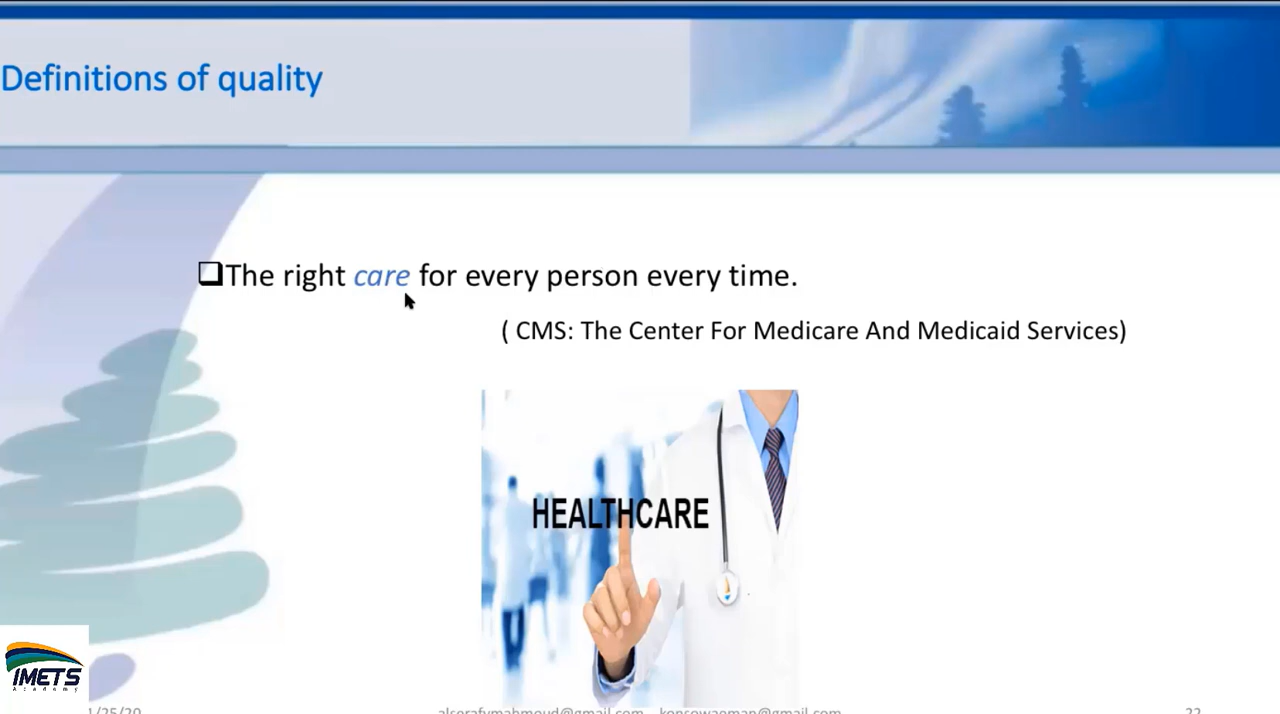 Definitions of quality
❑The right care for every person every time.
( CMS: The Center For Medicare And Medicaid Services)
HEALTHCARE
IMETS
Academy